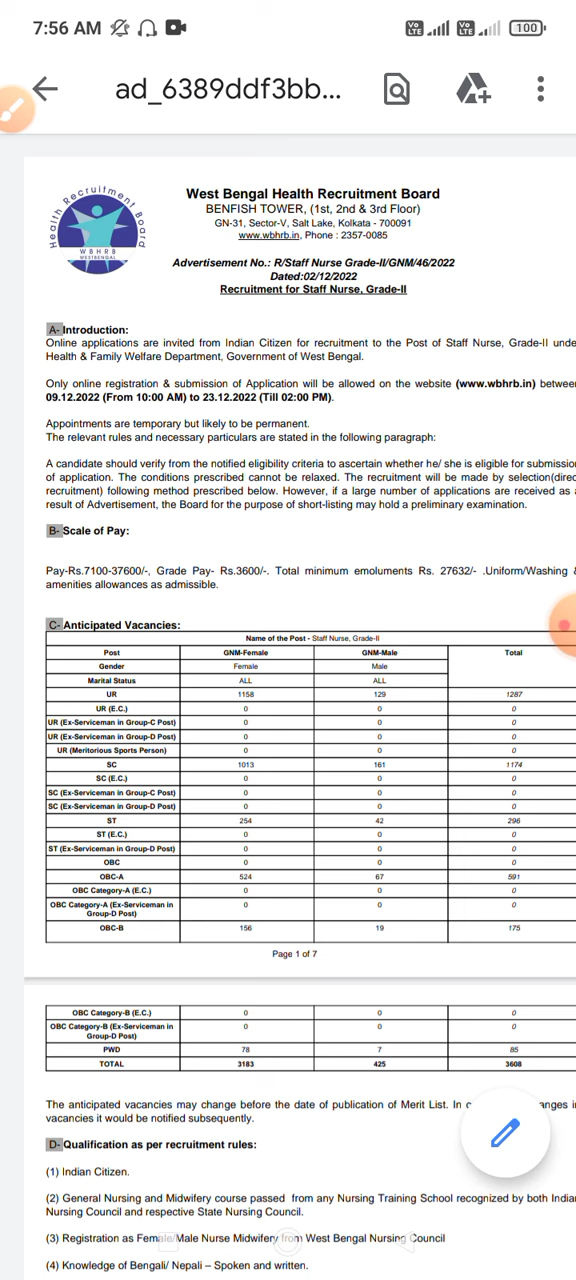 7:56 AM
Vo LTE Vo LTE 100
ad_6389ddf3bb...
Health Recruitment Board
WBHRB
WESTBENGAL
West Bengal Health Recruitment Board
BENFISH TOWER, (1st, 2nd & 3rd Floor)
GN-31, Sector-V, Salt Lake, Kolkata - 700091
www.wbhrb.in, Phone : 2357-0085
Advertisement No.: R/Staff Nurse Grade-II/GNM/46/2022
Dated:02/12/2022
Recruitment for Staff Nurse, Grade-II
A- Introduction:
Online applications are invited from Indian Citizen for recruitment to the Post of Staff Nurse, Grade-II unde
Health & Family Welfare Department, Government of West Bengal.
Only online registration & submission of Application will be allowed on the website (www.wbhrb.in) betwee
09.12.2022 (From 10:00 AM) to 23.12.2022 (Till 02:00 PM).
Appointments are temporary but likely to be permanent.
The relevant rules and necessary particulars are stated in the following paragraph:
A candidate should verify from the notified eligibility criteria to ascertain whether he/ she is eligible for submissio
of application. The conditions prescribed cannot be relaxed. The recruitment will be made by selection(direc
recruitment) following method prescribed below. However, if a large number of applications are received as a
result of Advertisement, the Board for the purpose of short-listing may hold a preliminary examination.
B- Scale of Pay:
Pay-Rs.7100-37600/-, Grade Pay- Rs.3600/-. Total minimum emoluments Rs. 27632/- .Uniform/Washing &
amenities allowances as admissible.
C- Anticipated Vacancies:
Name of the Post - Staff Nurse, Grade-II
Post GNM-Female GNM-Male Total
Gender Female Male
Marital Status ALL ALL
UR 1158 129 1287
UR (E.C.) 0 0 0
UR (Ex-Serviceman in Group-C Post) 0 0 0
UR (Ex-Serviceman in Group-D Post) 0 0 0
UR (Meritorious Sports Person) 0 0 0
SC 1013 161 1174
SC (E.C.) 0 0 0
SC (Ex-Serviceman in Group-C Post) 0 0 0
SC (Ex-Serviceman in Group-D Post) 0 0 0
ST 254 42 296
ST (E.C.) 0 0 0
ST (Ex-Serviceman in Group-D Post) 0 0 0
OBC 0 0 0
OBC-A 524 67 591
OBC Category-A (E.C.) 0 0 0
OBC Category-A (Ex-Serviceman in
Group-D Post) 0 0 0
OBC-B 156 19 175
Page 1 of 7
OBC Category-B (E.C.) 0 0 0
OBC Category-B (Ex-Serviceman in
Group-D Post) 0 0 0
PWD 78 7 85
TOTAL 3183 425 3608
The anticipated vacancies may change before the date of publication of Merit List. In anges i
vacancies it would be notified subsequently.
D- Qualification as per recruitment rules:
(1) Indian Citizen.
(2) General Nursing and Midwifery course passed from any Nursing Training School recognized by both India
Nursing Council and respective State Nursing Council.
(3) Registration as Female/Male Nurse Midwifery from West Bengal Nursing Council
(4) Knowledge of Bengali/ Nepali – Spoken and written.